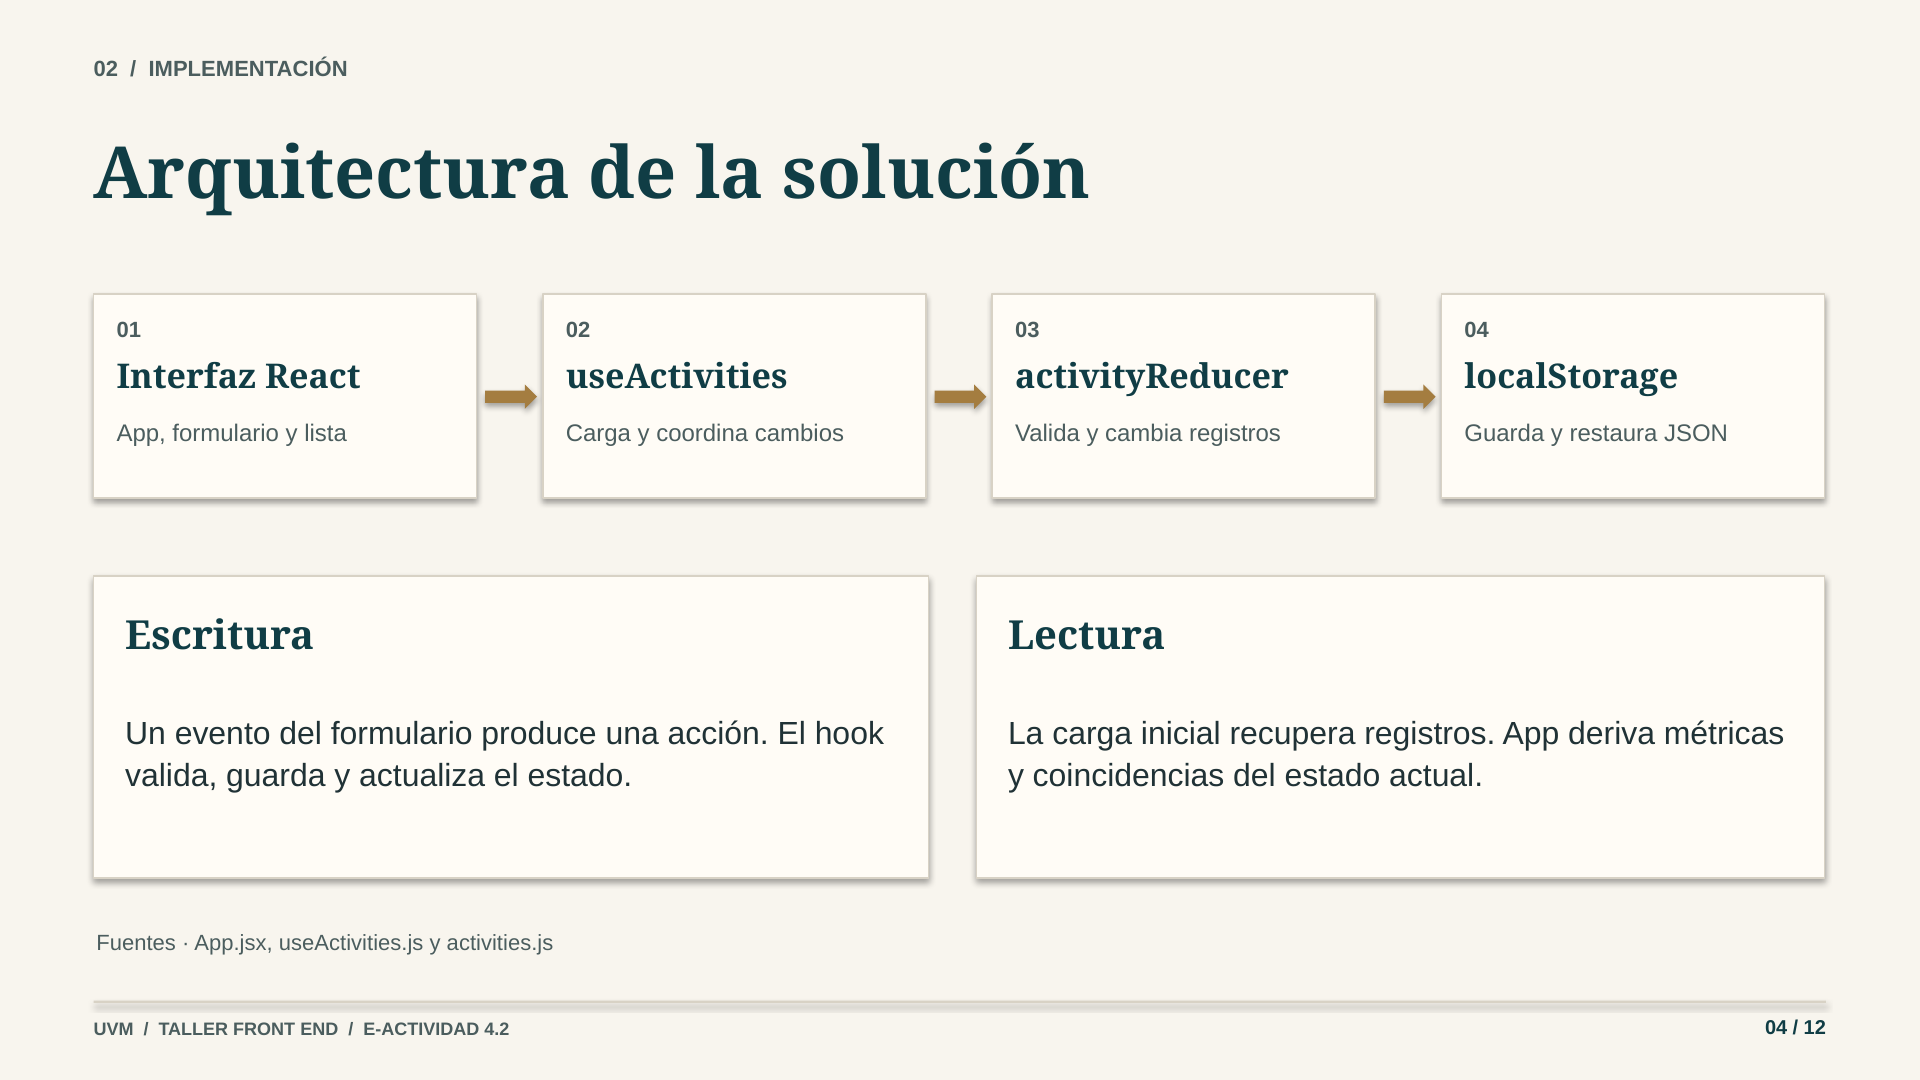 02 / IMPLEMENTACIÓN
Arquitectura de la solución
01
Interfaz React
App, formulario y lista
02
useActivities
Carga y coordina cambios
03
activityReducer
Valida y cambia registros
04
localStorage
Guarda y restaura JSON
Escritura
Un evento del formulario produce una acción. El hook
valida, guarda y actualiza el estado.
Lectura
La carga inicial recupera registros. App deriva métricas
y coincidencias del estado actual.
Fuentes · App.jsx, useActivities.js y activities.js
UVM / TALLER FRONT END / E-ACTIVIDAD 4.2
04 / 12